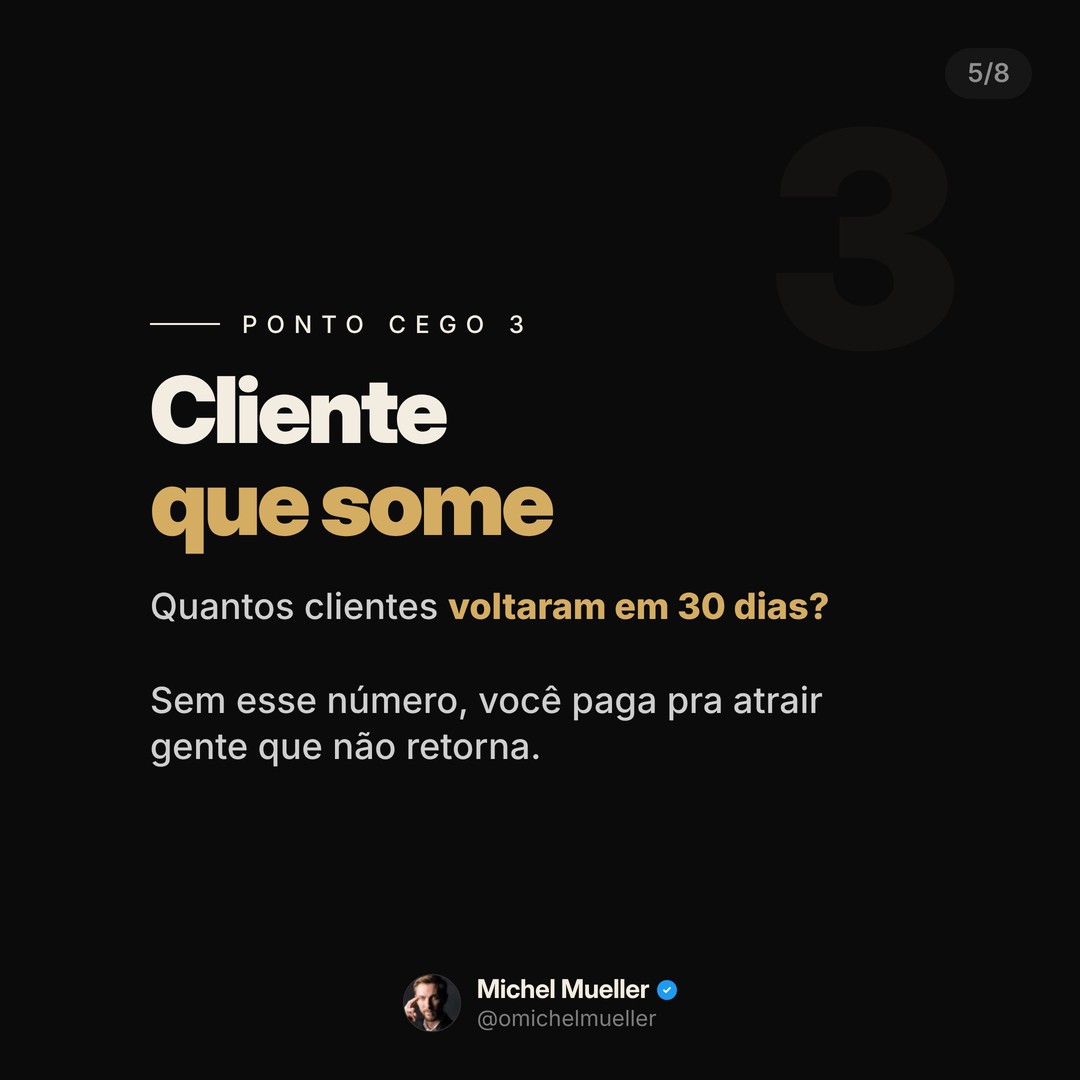 5/8
3
PONTO CEGO 3
Cliente
que some
Quantos clientes voltaram em 30 dias?
Sem esse número, você paga pra atrair
gente que não retorna.
Michel Mueller
@omichelmueller